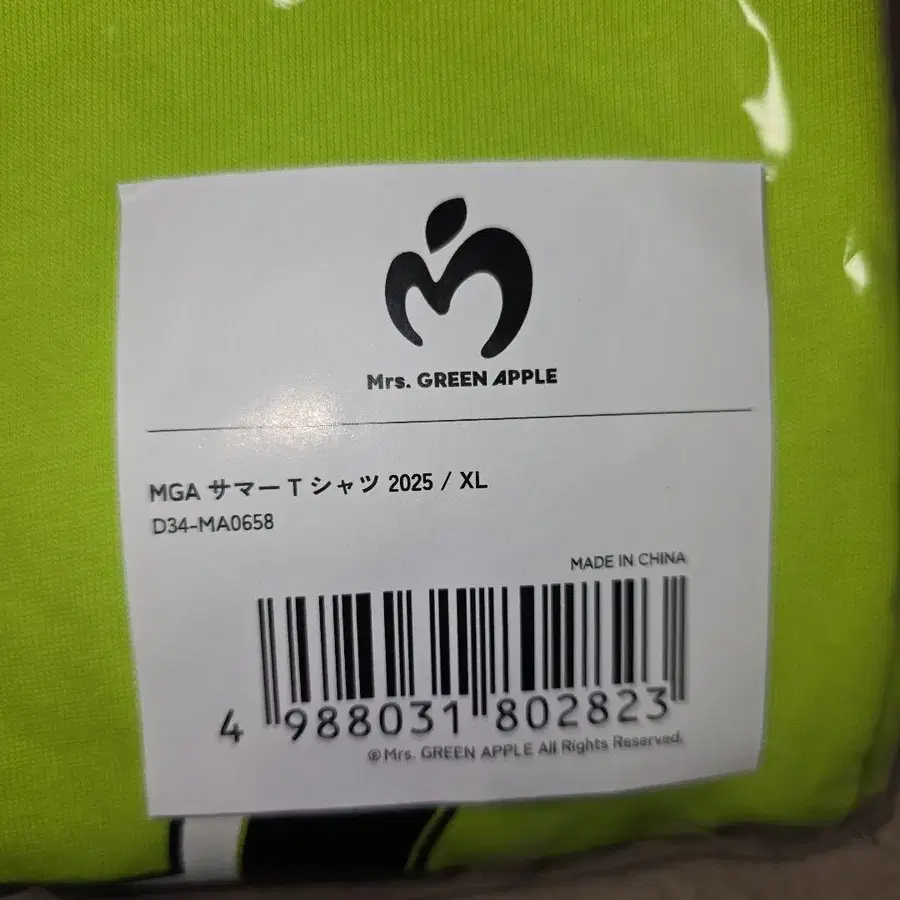 Mrs. GREEN APPLE
MGA サマーTシャツ 2025 / XL
D34-MA0658
MADE IN CHINA
4 988031 802823
©Mrs. GREEN APPLE All Rights Reserved.